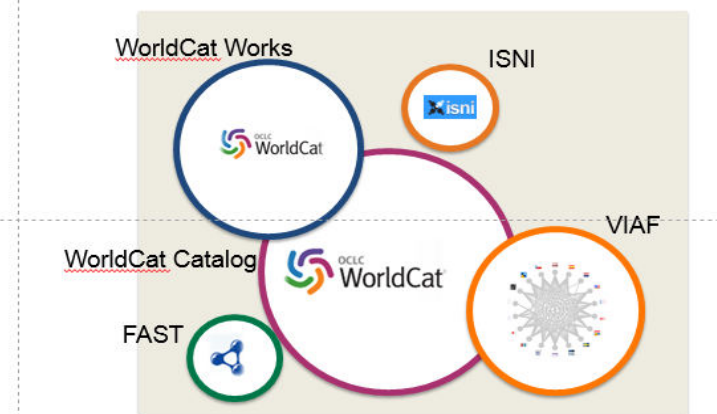 WorldCat Works
ISNI
isni
OCLC
WorldCat
VIAF
WorldCat Catalog
OCLC
WorldCat
FAST